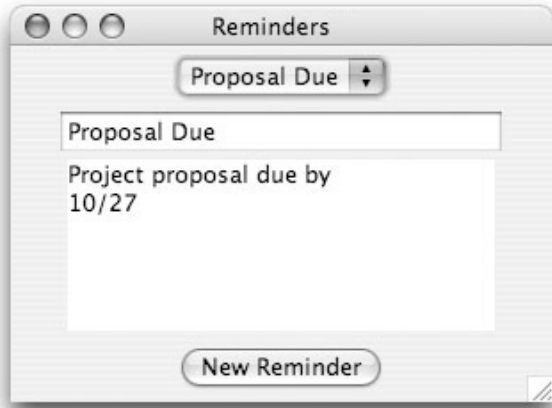 Reminders
Proposal Due
Proposal Due
Project proposal due by
10/27
New Reminder